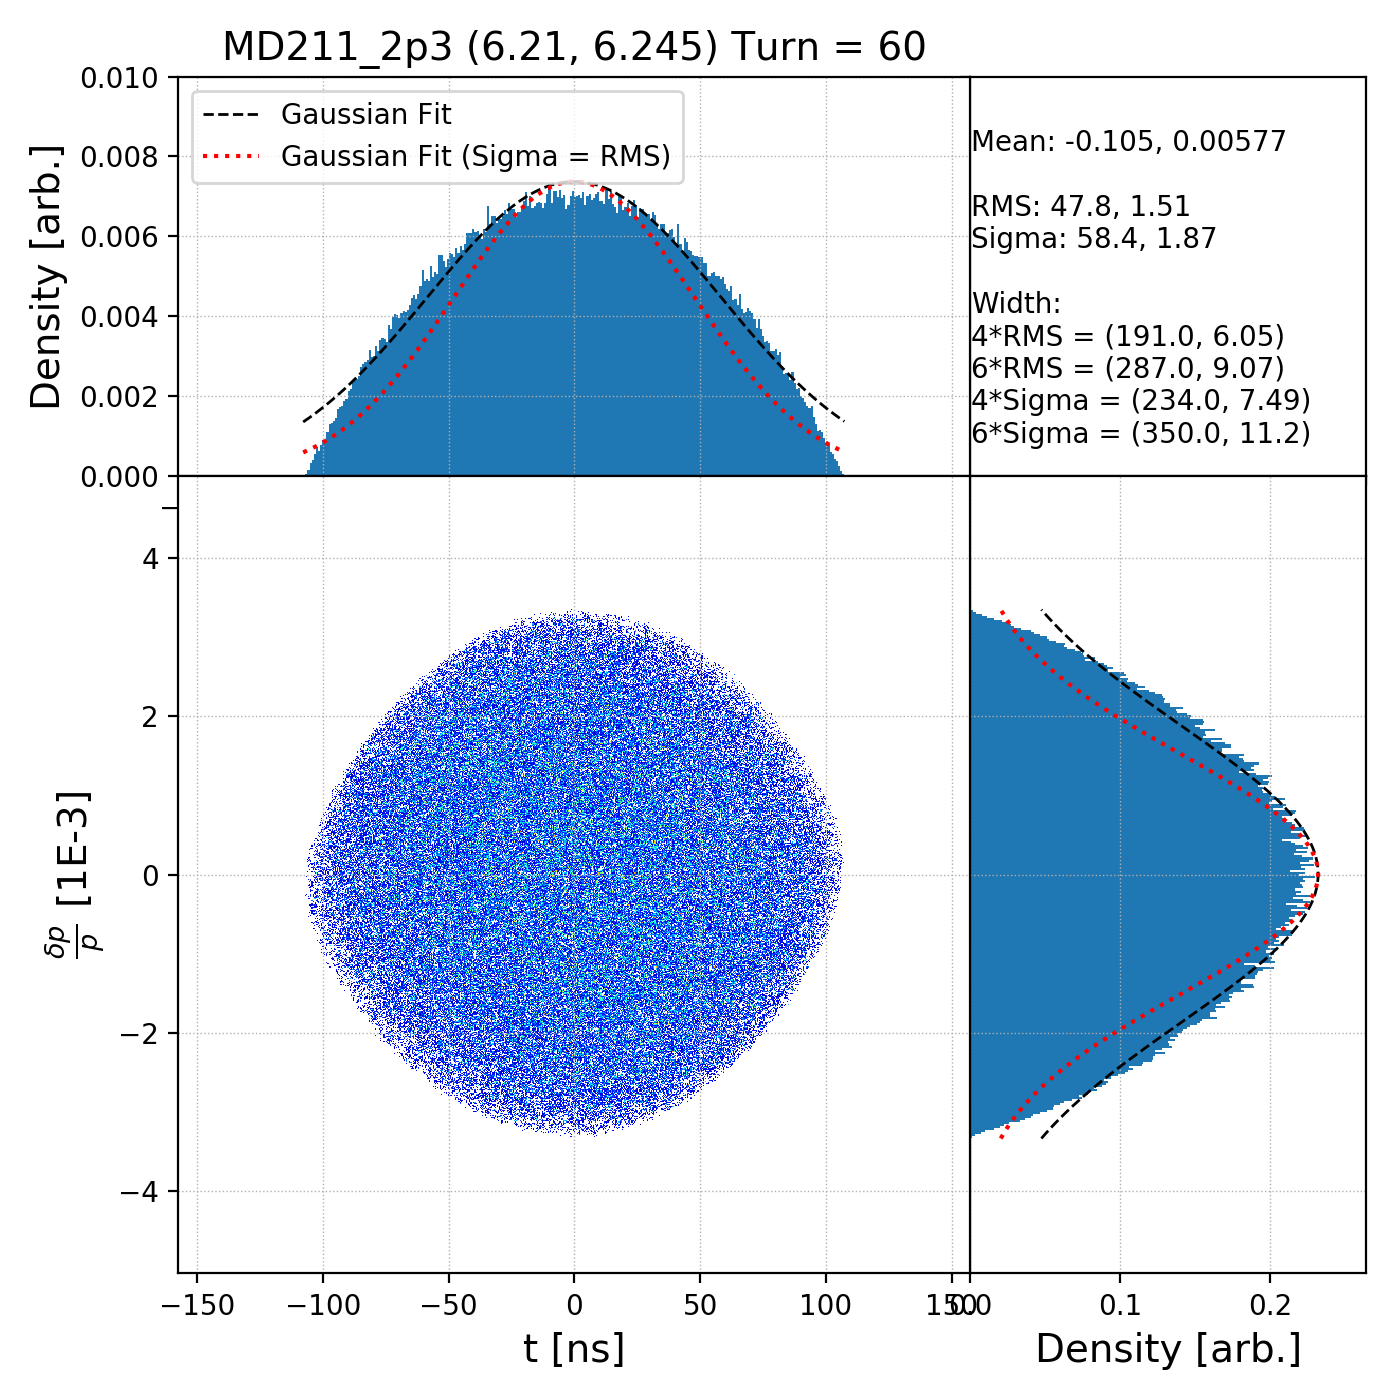 MD211_2p3 (6.21, 6.245) Turn = 60
0.010
0.008
0.006
0.004
0.002
0.000
Density [arb.]
Gaussian Fit
Gaussian Fit (Sigma = RMS)
Mean: -0.105, 0.00577
RMS: 47.8, 1.51
Sigma: 58.4, 1.87
Width:
4*RMS = (191.0, 6.05)
6*RMS = (287.0, 9.07)
4*Sigma = (234.0, 7.49)
6*Sigma = (350.0, 11.2)
4
2
0
−2
−4
δp/p [1E-3]
−150 −100 −50 0 50 100 150
t [ns]
0.0 0.1 0.2
Density [arb.]